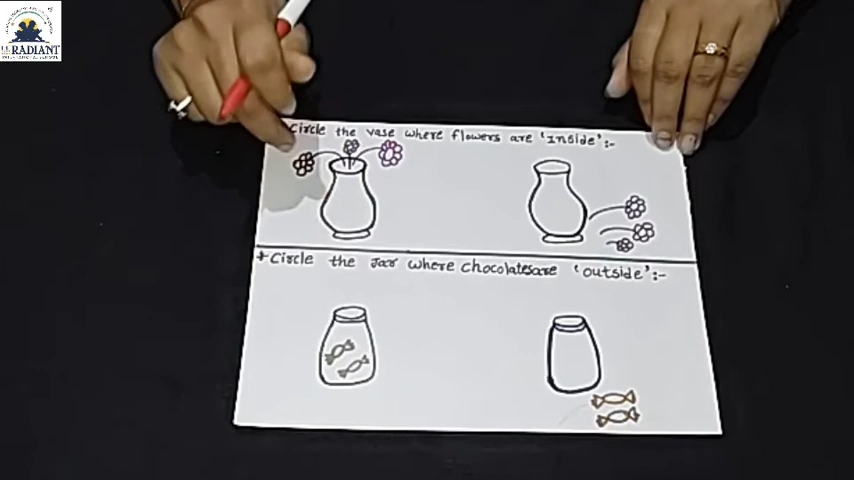 RADIANT
Circle the vase where flowers are 'Inside':-
*Circle the Jar where chocolates are 'outside':-